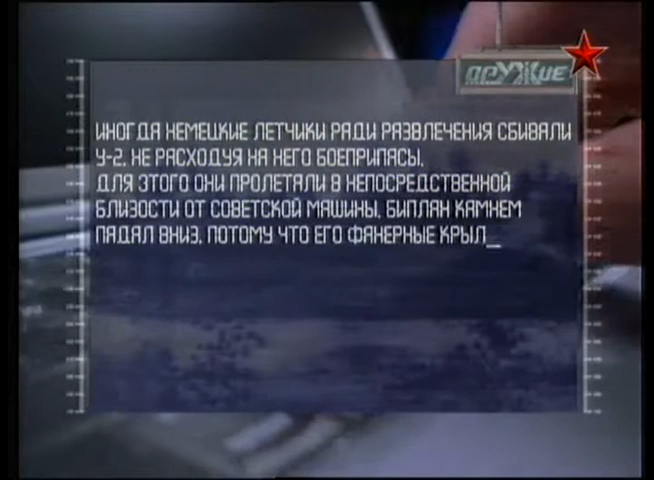 ОРУЖИЕ
ИНОГДА НЕМЕЦКИЕ ЛЕТЧИКИ РАДИ РАЗВЛЕЧЕНИЯ СБИВАЛИ
У-2, НЕ РАСХОДУЯ НА НЕГО БОЕПРИПАСЫ.
ДЛЯ ЭТОГО ОНИ ПРОЛЕТАЛИ В НЕПОСРЕДСТВЕННОЙ
БЛИЗОСТИ ОТ СОВЕТСКОЙ МАШИНЫ. БИПЛАН КАМНЕМ
ПАДАЛ ВНИЗ, ПОТОМУ ЧТО ЕГО ФАНЕРНЫЕ КРЫЛ_